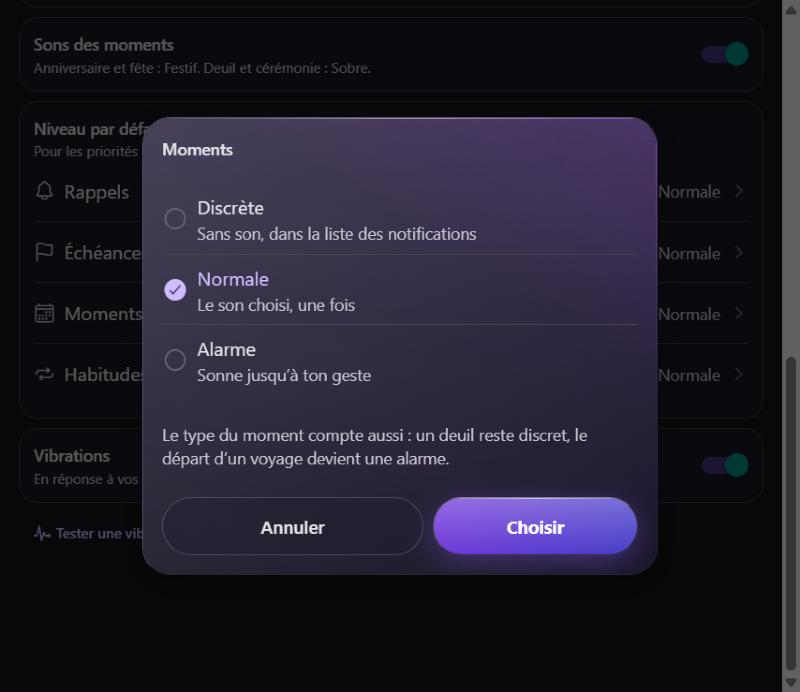 Sons des moments
Anniversaire et fête : Festif. Deuil et cérémonie : Sobre.
Niveau par
Pour les priorités
Moments
Rappels
Normale
Discrète
Sans son, dans la liste des notifications
Normale
Échéance
Normale
Le son choisi, une fois
Moments
Normale
Alarme
Sonne jusqu'à ton geste
Habitudes
Normale
Le type du moment compte aussi : un deuil reste discret, le
départ d'un voyage devient une alarme.
Vibrations
En réponse à vos
Annuler
Choisir
Tester une